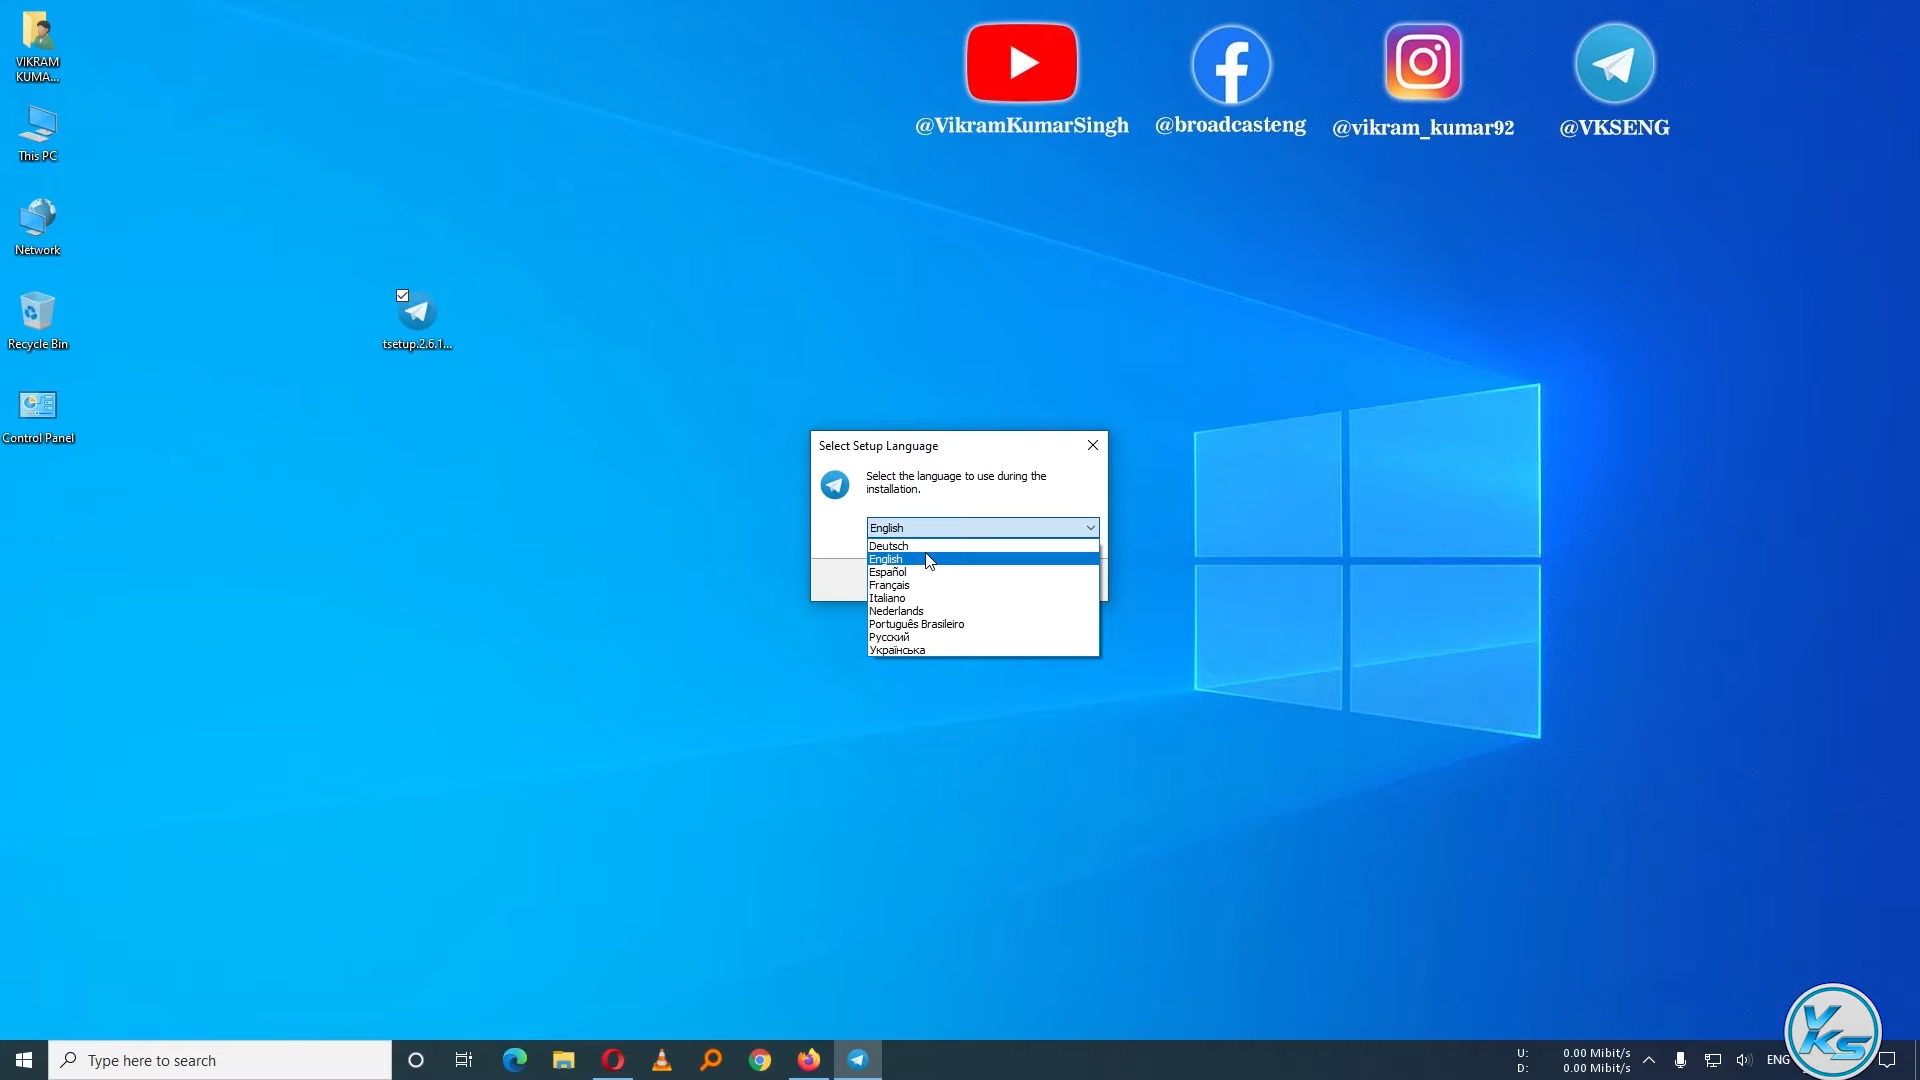 VIKRAM
KUMA...
This PC
Network
Recycle Bin
Control Panel
tsetup.2.6.1...
@VikramKumarSingh
@broadcasteng
@vikram_kumar92
@VKSENG
Select Setup Language
Select the language to use during the
installation.
English
Deutsch
English
Español
Français
Italiano
Nederlands
Português Brasileiro
Русский
Українська
Type here to search
U: 0.00 Mibit/s
D: 0.00 Mibit/s
ENG
VKS